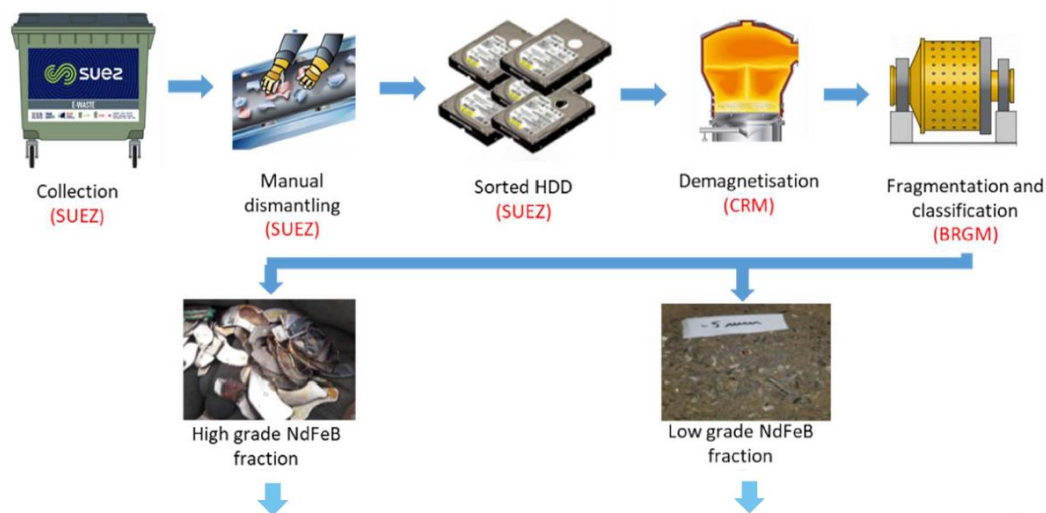 suez
E-WASTE
Collection
(SUEZ)
Manual
dismantling
(SUEZ)
Sorted HDD
(SUEZ)
Demagnetisation
(CRM)
Fragmentation and
classification
(BRGM)
-5 mm
High grade NdFeB
fraction
Low grade NdFeB
fraction